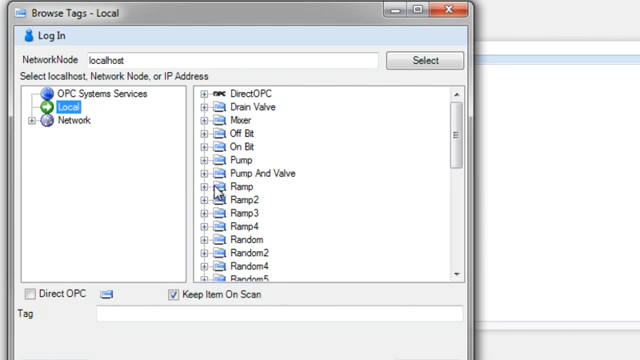 Browse Tags - Local
Log In
NetworkNode localhost Select
Select localhost, Network Node, or IP Address
OPC Systems Services
Local
Network
OPC DirectOPC
Drain Valve
Mixer
Off Bit
On Bit
Pump
Pump And Valve
Ramp
Ramp2
Ramp3
Ramp4
Random
Random2
Random4
Random5
Direct OPC Keep Item On Scan
Tag